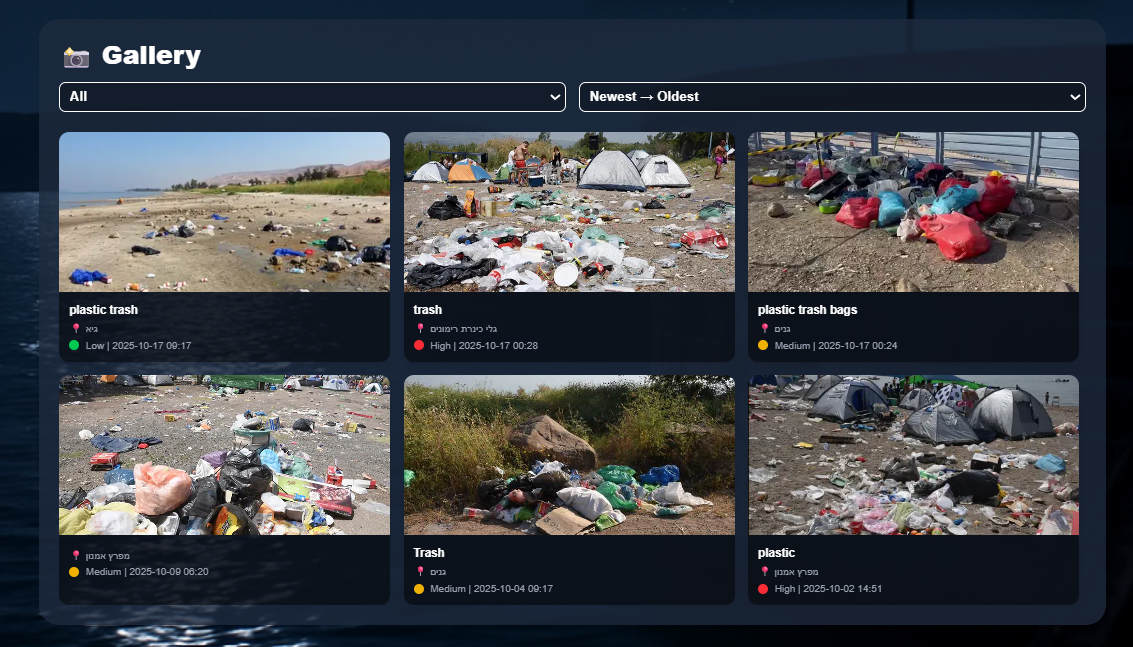 Gallery
All
Newest → Oldest
plastic trash
גיא
Low | 2025-10-17 09:17
trash
גלי כינרת רימונים
High | 2025-10-17 00:28
plastic trash bags
גנים
Medium | 2025-10-17 00:24
מפרץ אמנון
Medium | 2025-10-09 06:20
Trash
גנים
Medium | 2025-10-04 09:17
plastic
מפרץ אמנון
High | 2025-10-02 14:51